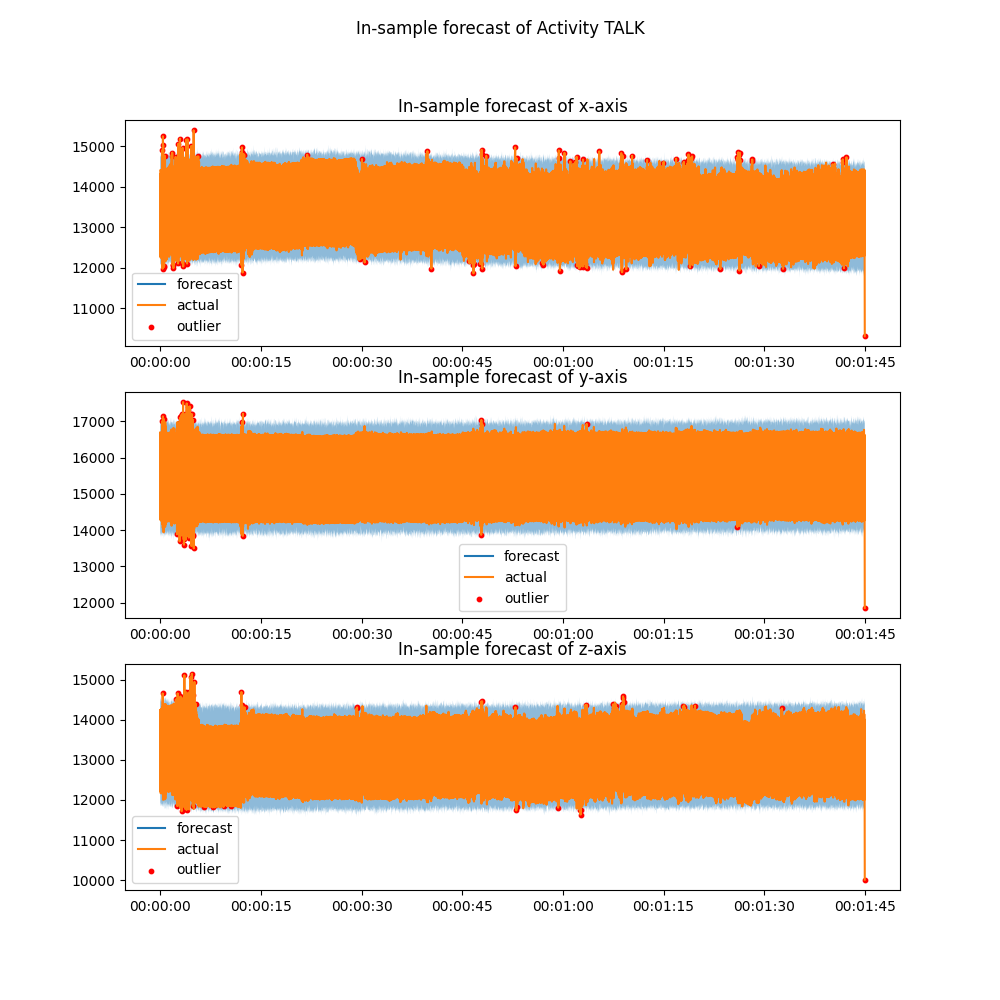 In-sample forecast of Activity TALK
In-sample forecast of x-axis
15000
14000
13000
12000
11000
forecast
actual
outlier
00:00:00 00:00:15 00:00:30 00:00:45 00:01:00 00:01:15 00:01:30 00:01:45
In-sample forecast of y-axis
17000
16000
15000
14000
13000
12000
forecast
actual
outlier
00:00:00 00:00:15 00:00:30 00:00:45 00:01:00 00:01:15 00:01:30 00:01:45
In-sample forecast of z-axis
15000
14000
13000
12000
11000
10000
forecast
actual
outlier
00:00:00 00:00:15 00:00:30 00:00:45 00:01:00 00:01:15 00:01:30 00:01:45